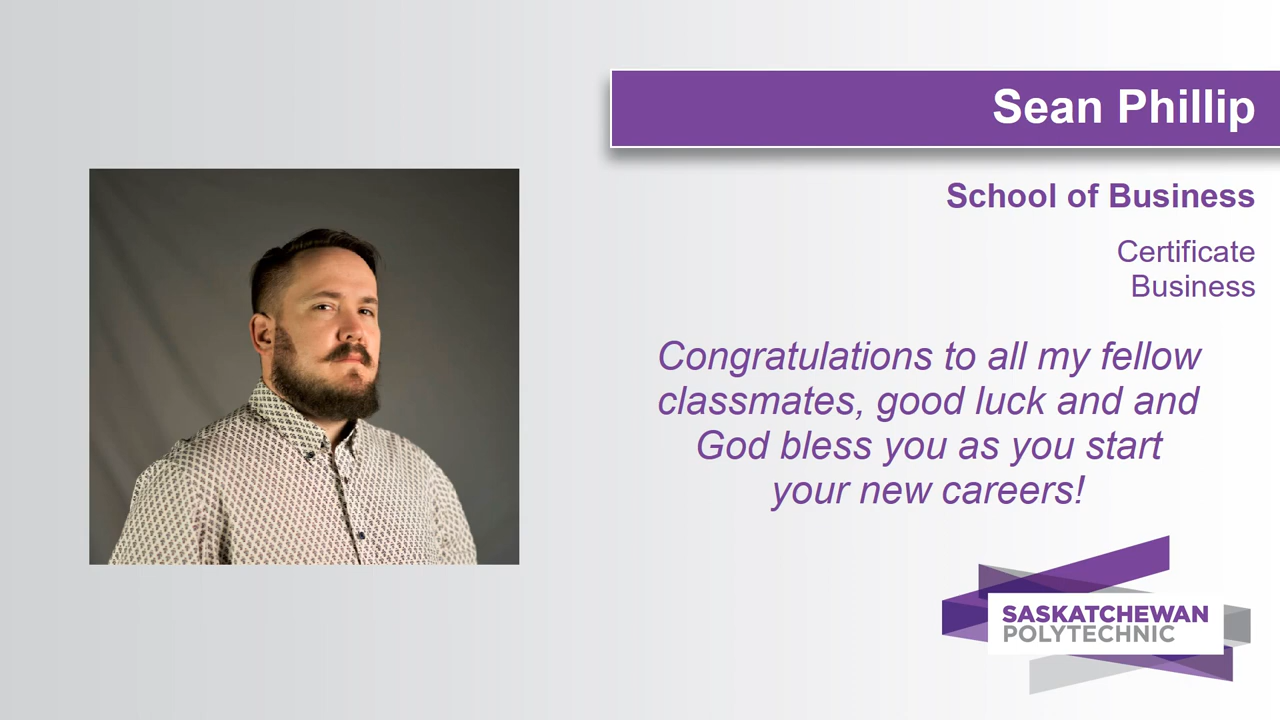 Sean Phillip
School of Business
Certificate
Business
Congratulations to all my fellow
classmates, good luck and and
God bless you as you start
your new careers!
SASKATCHEWAN
POLYTECHNIC